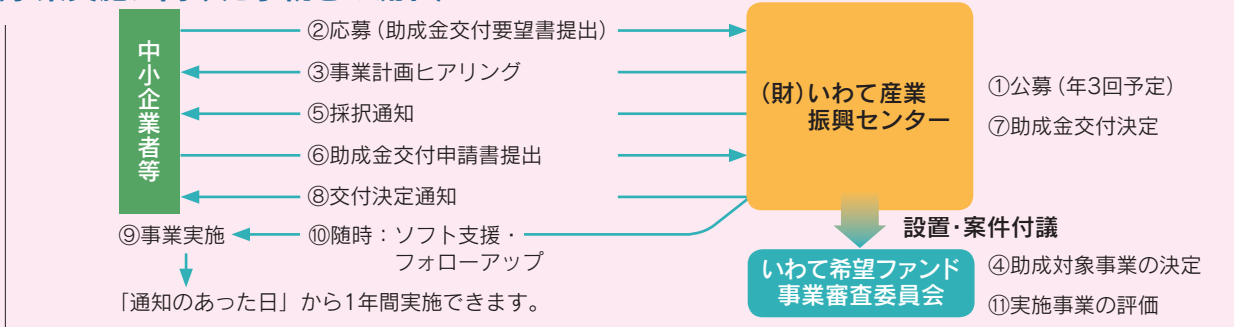 中小企業者等
②応募（助成金交付要望書提出）
③事業計画ヒアリング
⑤採択通知
⑥助成金交付申請書提出
⑧交付決定通知
⑨事業実施
⑩随時：ソフト支援・
フォローアップ
「通知のあった日」から1年間実施できます。
（財）いわて産業
振興センター
①公募（年3回予定）
⑦助成金交付決定
設置・案件付議
いわて希望ファンド
事業審査委員会
④助成対象事業の決定
⑪実施事業の評価